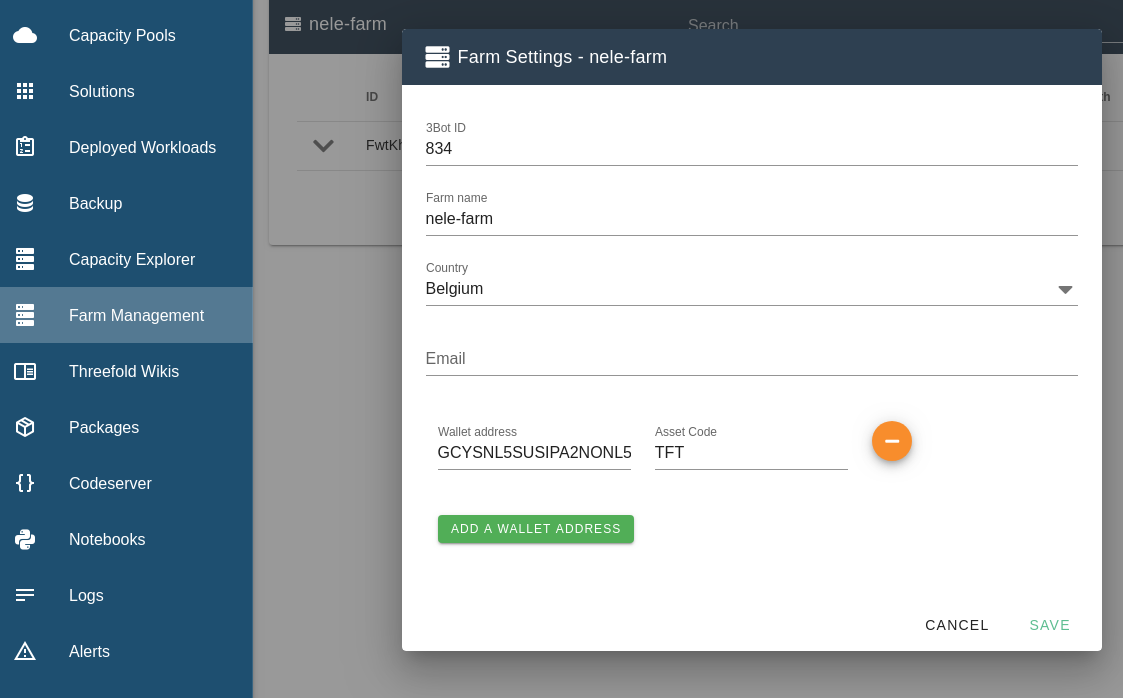 Capacity Pools
Solutions
Deployed Workloads
Backup
Capacity Explorer
Farm Management
Threefold Wikis
Packages
Codeserver
Notebooks
Logs
Alerts
nele-farm
Search
ID
Farm Settings - nele-farm
3Bot ID
834
Farm name
nele-farm
Country
Belgium
Email
Wallet address
GCYSNL5SUSIPA2NONL5
Asset Code
TFT
ADD A WALLET ADDRESS
CANCEL
SAVE